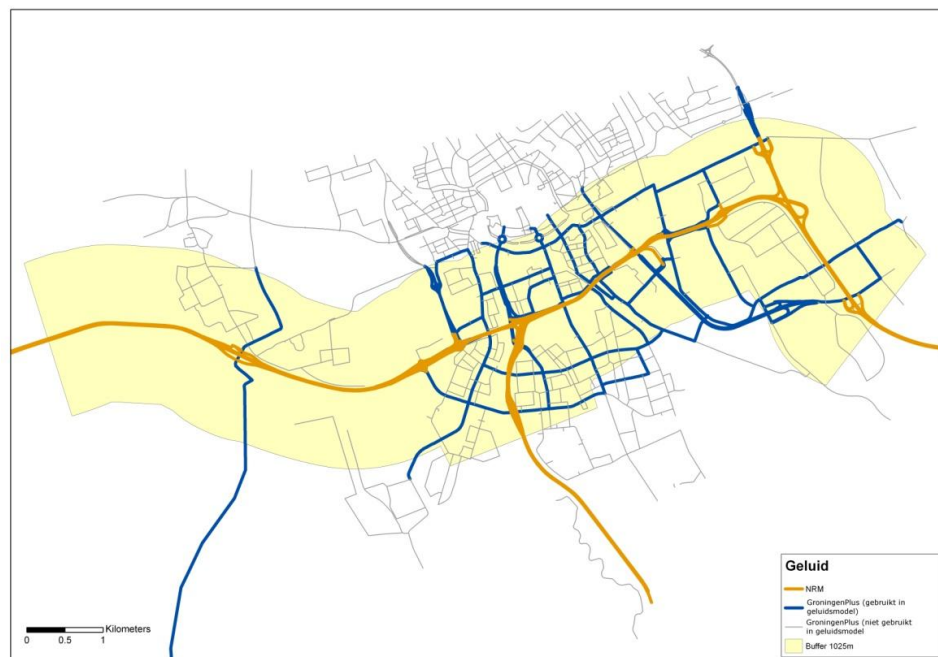 Geluid
NRM
GroningenPlus (gebruikt in
geluidsmodel)
GroningenPlus (niet gebruikt
in geluidsmodel
Buffer 1025m
Kilometers
0 0.5 1